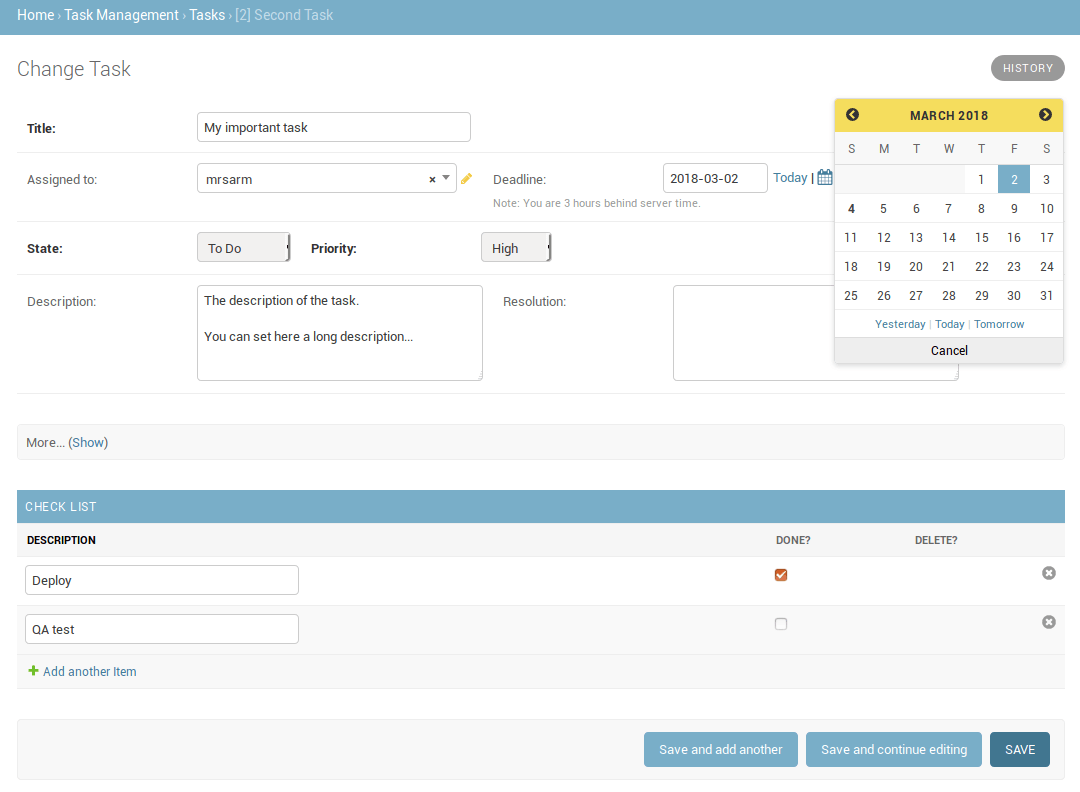 Home › Task Management › Tasks › [2] Second Task
Change Task
HISTORY
Title:
My important task
Assigned to:
mrsarm
×
Deadline:
2018-03-02
Today |
Note: You are 3 hours behind server time.
State:
To Do
Priority:
High
Description:
The description of the task.
You can set here a long description...
Resolution:
MARCH 2018
S M T W T F S
1 2 3
4 5 6 7 8 9 10
11 12 13 14 15 16 17
18 19 20 21 22 23 24
25 26 27 28 29 30 31
Yesterday | Today | Tomorrow
Cancel
More... (Show)
CHECK LIST
DESCRIPTION DONE? DELETE?
Deploy
QA test
Add another Item
Save and add another
Save and continue editing
SAVE